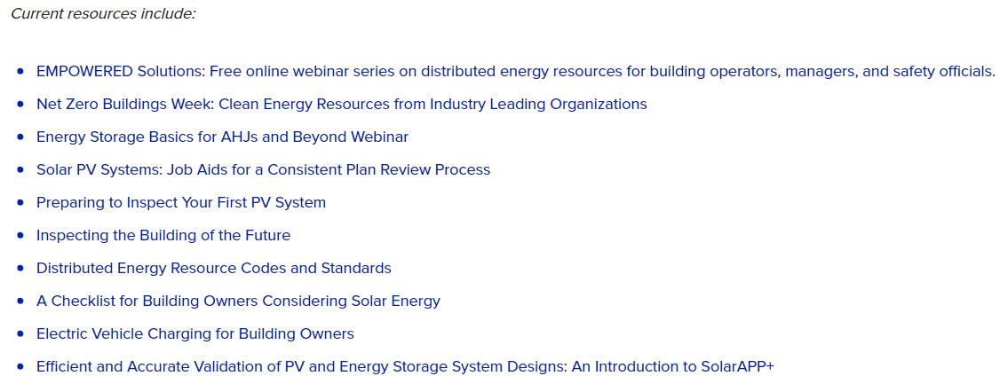 Current resources include:
EMPOWERED Solutions: Free online webinar series on distributed energy resources for building operators, managers, and safety officials.
Net Zero Buildings Week: Clean Energy Resources from Industry Leading Organizations
Energy Storage Basics for AHJs and Beyond Webinar
Solar PV Systems: Job Aids for a Consistent Plan Review Process
Preparing to Inspect Your First PV System
Inspecting the Building of the Future
Distributed Energy Resource Codes and Standards
A Checklist for Building Owners Considering Solar Energy
Electric Vehicle Charging for Building Owners
Efficient and Accurate Validation of PV and Energy Storage System Designs: An Introduction to SolarAPP+